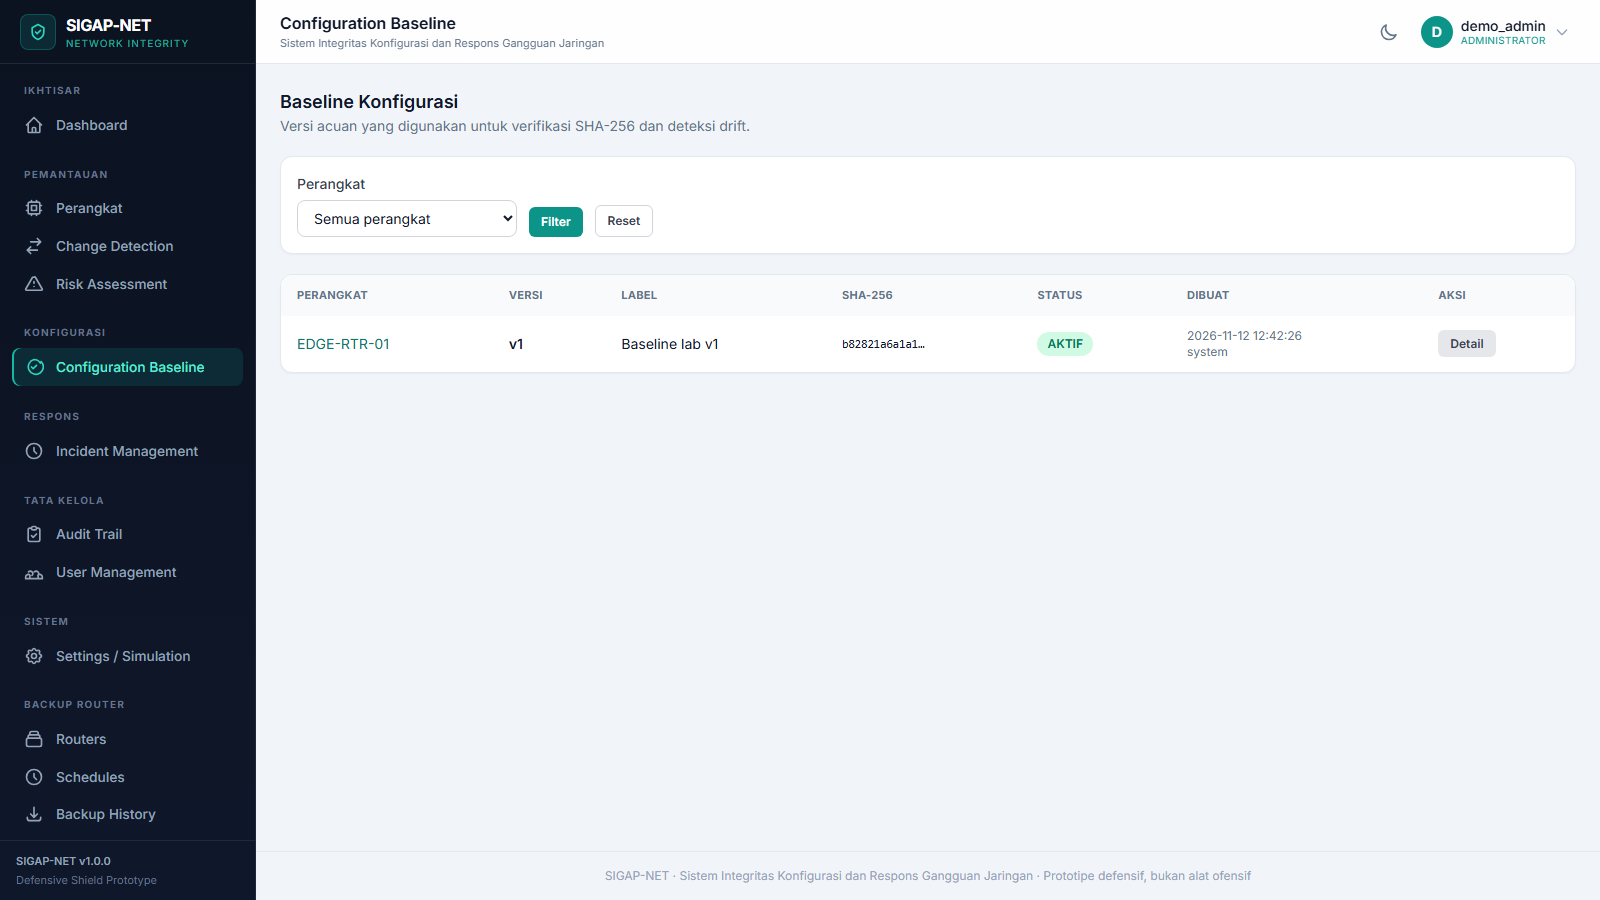 SIGAP-NET
NETWORK INTEGRITY
IKHTISAR
Dashboard
PEMANTAUAN
Perangkat
Change Detection
Risk Assessment
KONFIGURASI
Configuration Baseline
RESPONS
Incident Management
TATA KELOLA
Audit Trail
User Management
SISTEM
Settings / Simulation
BACKUP ROUTER
Routers
Schedules
Backup History
SIGAP-NET v1.0.0
Defensive Shield Prototype
Configuration Baseline
Sistem Integritas Konfigurasi dan Respons Gangguan Jaringan
D
demo_admin
ADMINISTRATOR
Baseline Konfigurasi
Versi acuan yang digunakan untuk verifikasi SHA-256 dan deteksi drift.
Perangkat
Semua perangkat Filter Reset
PERANGKAT VERSI LABEL SHA-256 STATUS DIBUAT AKSI
EDGE-RTR-01 v1 Baseline lab v1 b82821a6a1a1… AKTIF 2026-11-12 12:42:26 Detail
system
SIGAP-NET · Sistem Integritas Konfigurasi dan Respons Gangguan Jaringan · Prototipe defensif, bukan alat ofensif